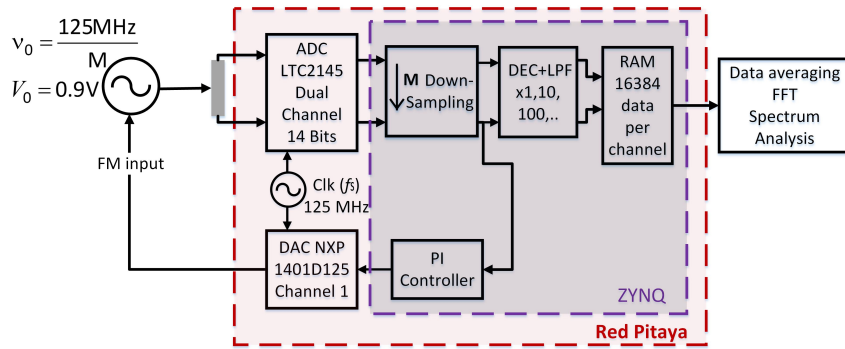 ν₀ = 125MHz / M
V₀ = 0.9V
FM input
ADC
LTC2145
Dual
Channel
14 Bits
Clk (fs)
125 MHz
DAC NXP
1401D125
Channel 1
M Down-
Sampling
DEC+LPF
x1,10,
100,..
RAM
16384
data
per
channel
PI
Controller
ZYNQ
Red Pitaya
Data averaging
FFT
Spectrum
Analysis